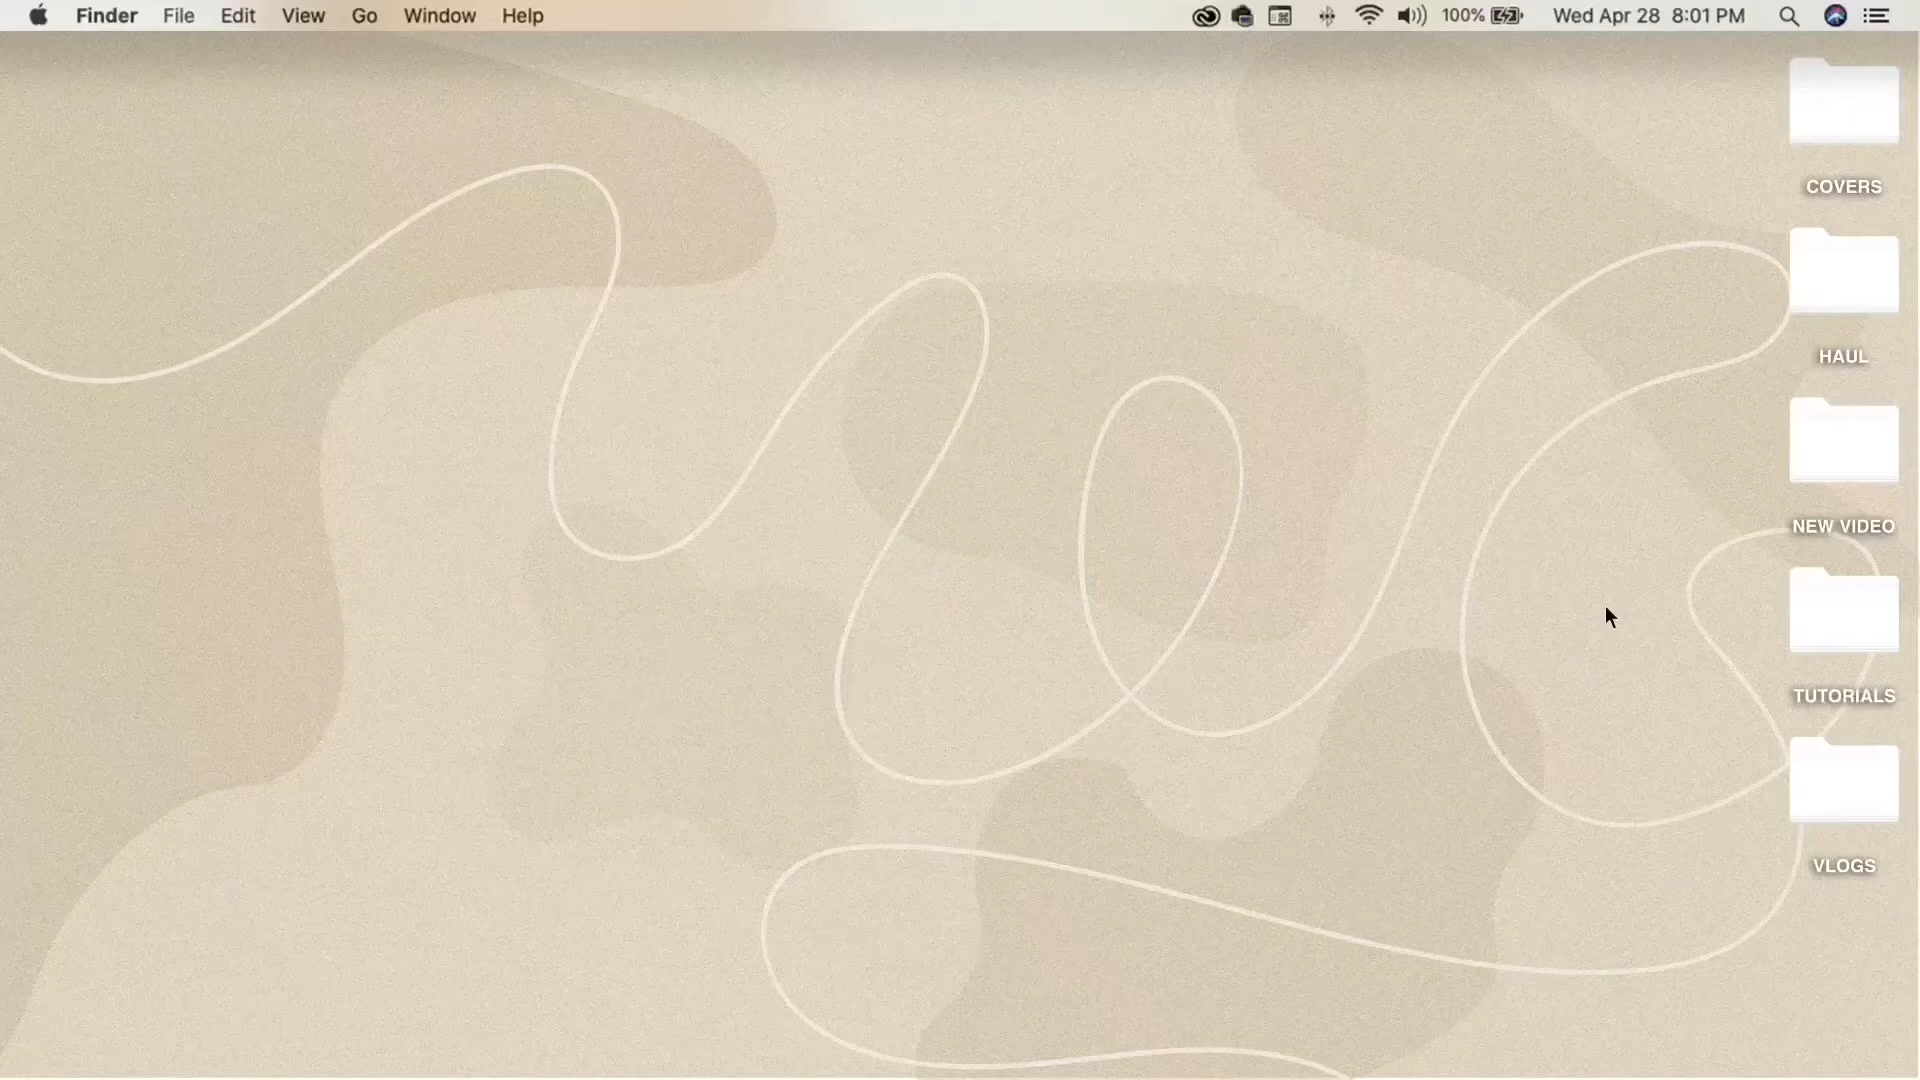 Finder File Edit View Go Window Help 100% Wed Apr 28 8:01 PM
COVERS
HAUL
NEW VIDEO
TUTORIALS
VLOGS